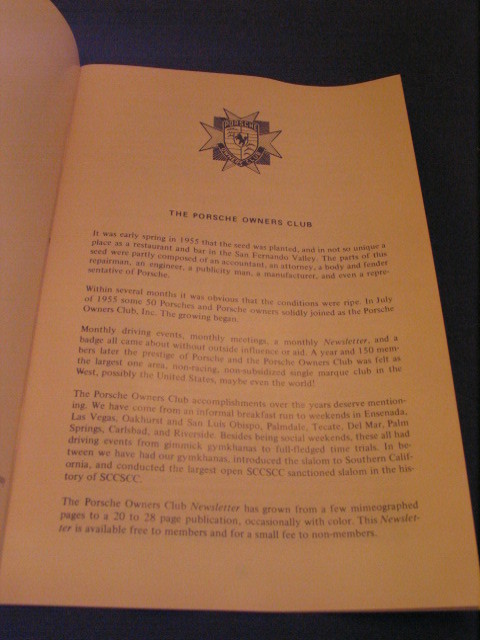 PORSCHE
OWNERS CLUB
THE PORSCHE OWNERS CLUB
It was early spring in 1955 that the seed was planted, and in not so unique a
place as a restaurant and bar in the San Fernando Valley. The parts of this
seed were partly composed of an accountant, an attorney, a body and fender
repairman, an engineer, a publicity man, a manufacturer, and even a repre-
sentative of Porsche.
Within several months it was obvious that the conditions were ripe. In July
of 1955 some 50 Porsches and Porsche owners solidly joined as the Porsche
Owners Club, Inc. The growing began.
Monthly driving events, monthly meetings, a monthly Newsletter, and a
badge all came about without outside influence or aid. A year and 150 mem-
bers later the prestige of Porsche and the Porsche Owners Club was felt as
the largest one area, non-racing, non-subsidized single marque club in the
West, possibly the United States, maybe even the world!
The Porsche Owners Club accomplishments over the years deserve mention-
ing. We have come from an informal breakfast run to weekends in Ensenada,
Las Vegas, Oakhurst and San Luis Obispo, Palmdale, Tecate, Del Mar, Palm
Springs, Carlsbad, and Riverside. Besides being social weekends, these all had
driving events from gimmick gymkhanas to full-fledged time trials. In be-
tween we have had our gymkhanas, introduced the slalom to Southern Calif-
ornia, and conducted the largest open SCCSCC sanctioned slalom in the his-
tory of SCCSCC.
The Porsche Owners Club Newsletter has grown from a few mimeographed
pages to a 20 to 28 page publication, occasionally with color. This Newslet-
ter is available free to members and for a small fee to non-members.